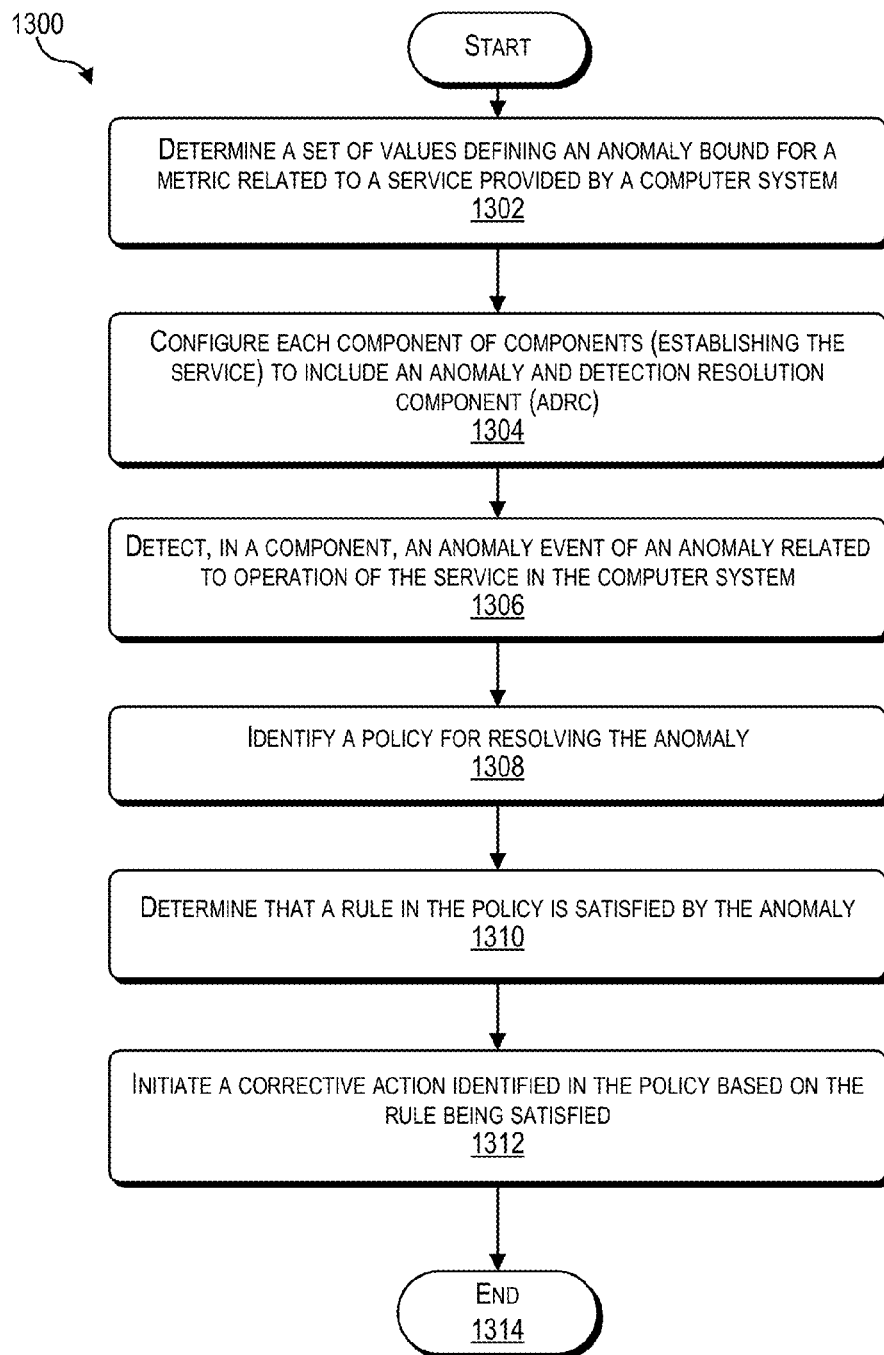 1300
START
DETERMINE A SET OF VALUES DEFINING AN ANOMALY BOUND FOR A
METRIC RELATED TO A SERVICE PROVIDED BY A COMPUTER SYSTEM
1302
CONFIGURE EACH COMPONENT OF COMPONENTS (ESTABLISHING THE
SERVICE) TO INCLUDE AN ANOMALY AND DETECTION RESOLUTION
COMPONENT (ADRC)
1304
DETECT, IN A COMPONENT, AN ANOMALY EVENT OF AN ANOMALY RELATED
TO OPERATION OF THE SERVICE IN THE COMPUTER SYSTEM
1306
IDENTIFY A POLICY FOR RESOLVING THE ANOMALY
1308
DETERMINE THAT A RULE IN THE POLICY IS SATISFIED BY THE ANOMALY
1310
INITIATE A CORRECTIVE ACTION IDENTIFIED IN THE POLICY BASED ON THE
RULE BEING SATISFIED
1312
END
1314